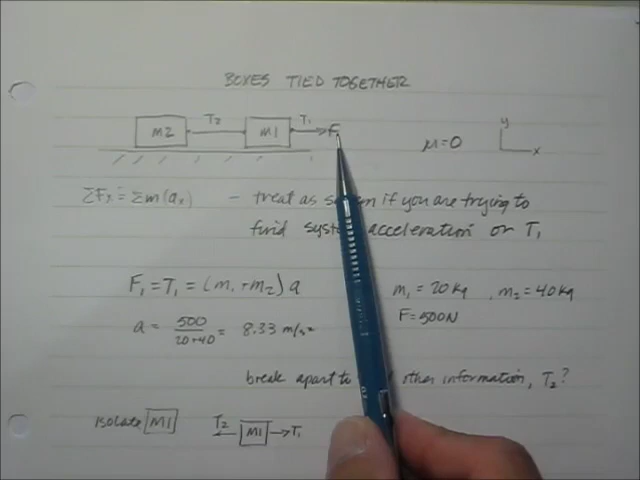 BOXES TIED TOGETHER
M2 T2 M1 T1 F
μ=0 y x
ΣFx = Σm(ax) – treat as if you are trying to
find acceleration or T1
F1 = T1 = (m1+m2) a m1 = 20 kg, m2 = 40 kg
a = 500/20+40 = 8.33 m/s² F=500N
break apart to other information, T2?
isolate M1 T2 M1 T1